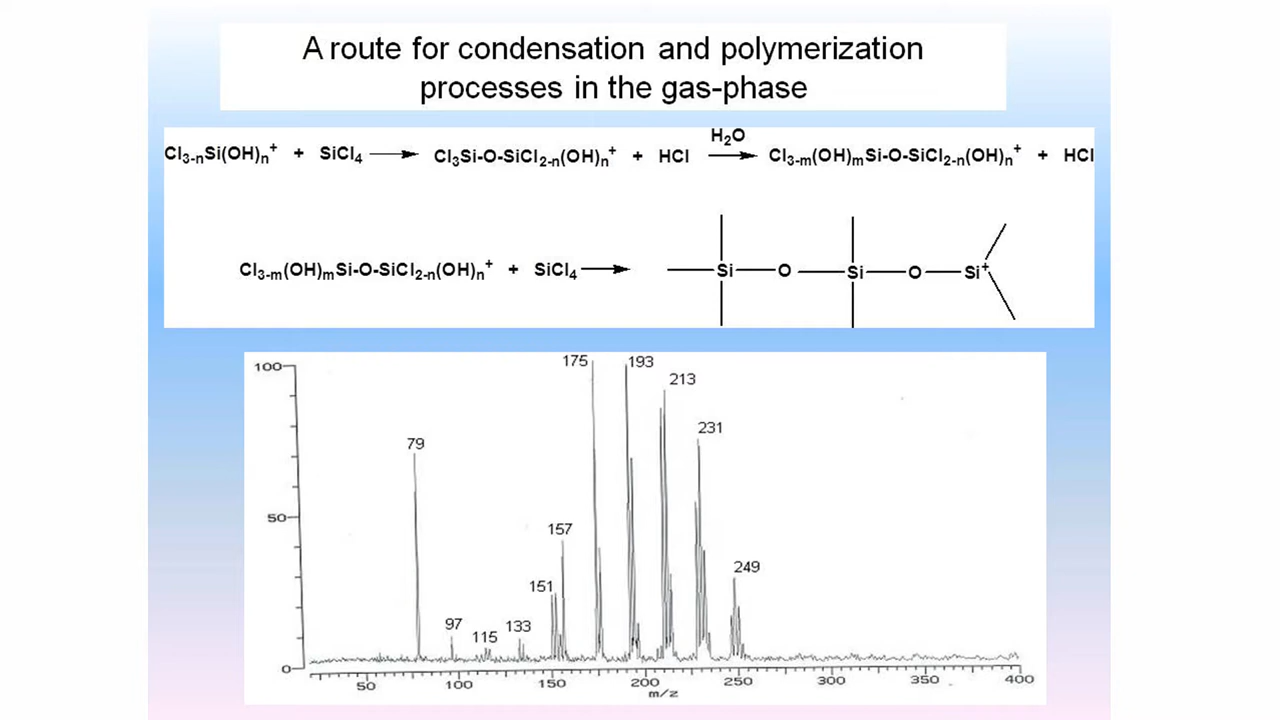 A route for condensation and polymerization
processes in the gas-phase
Cl3-nSi(OH)n+ + SiCl4 Cl3Si-O-SiCl2-n(OH)n+ + HCl H2O Cl3-m(OH)mSi-O-SiCl2-n(OH)n+ + HCl
Cl3-m(OH)mSi-O-SiCl2-n(OH)n+ + SiCl4 Si O Si O Si+
100 175 193
213
79 231
50
157
249
151
97 115 133
0
50 100 150 200 250 300 350 400
m/z